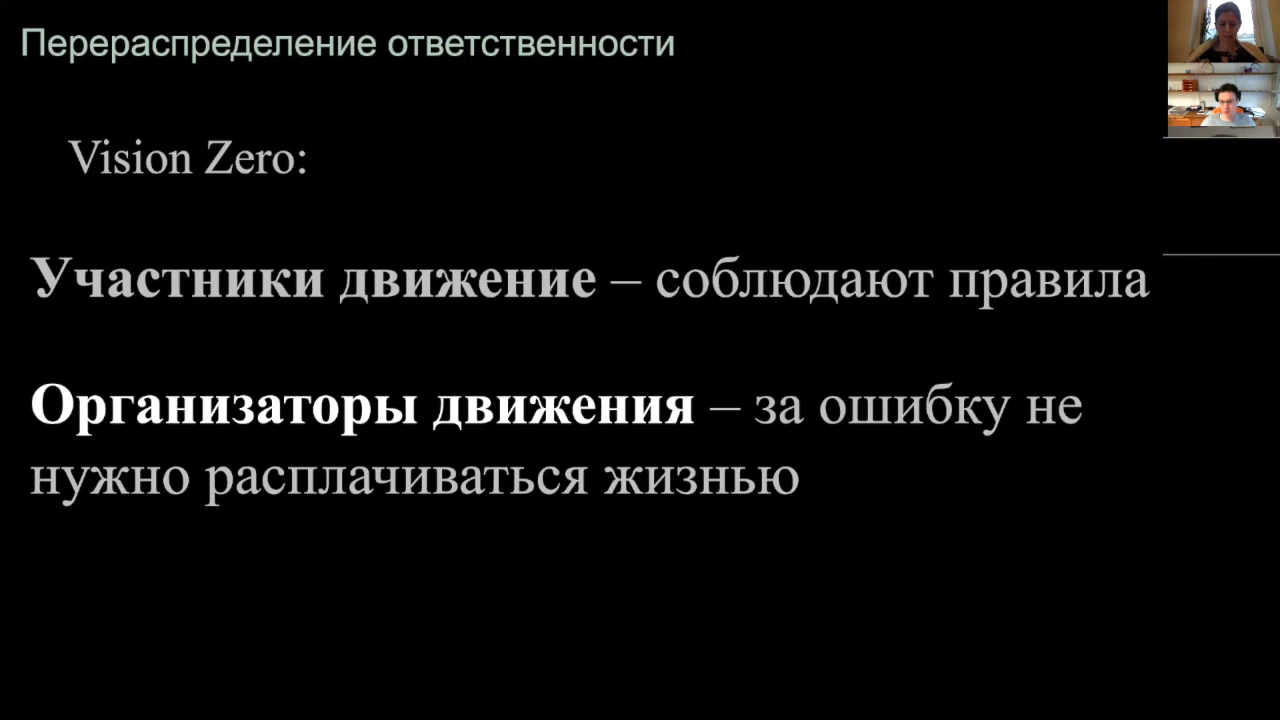 Перераспределение ответственности
Vision Zero:
Участники движение – соблюдают правила
Организаторы движения – за ошибку не
нужно расплачиваться жизнью